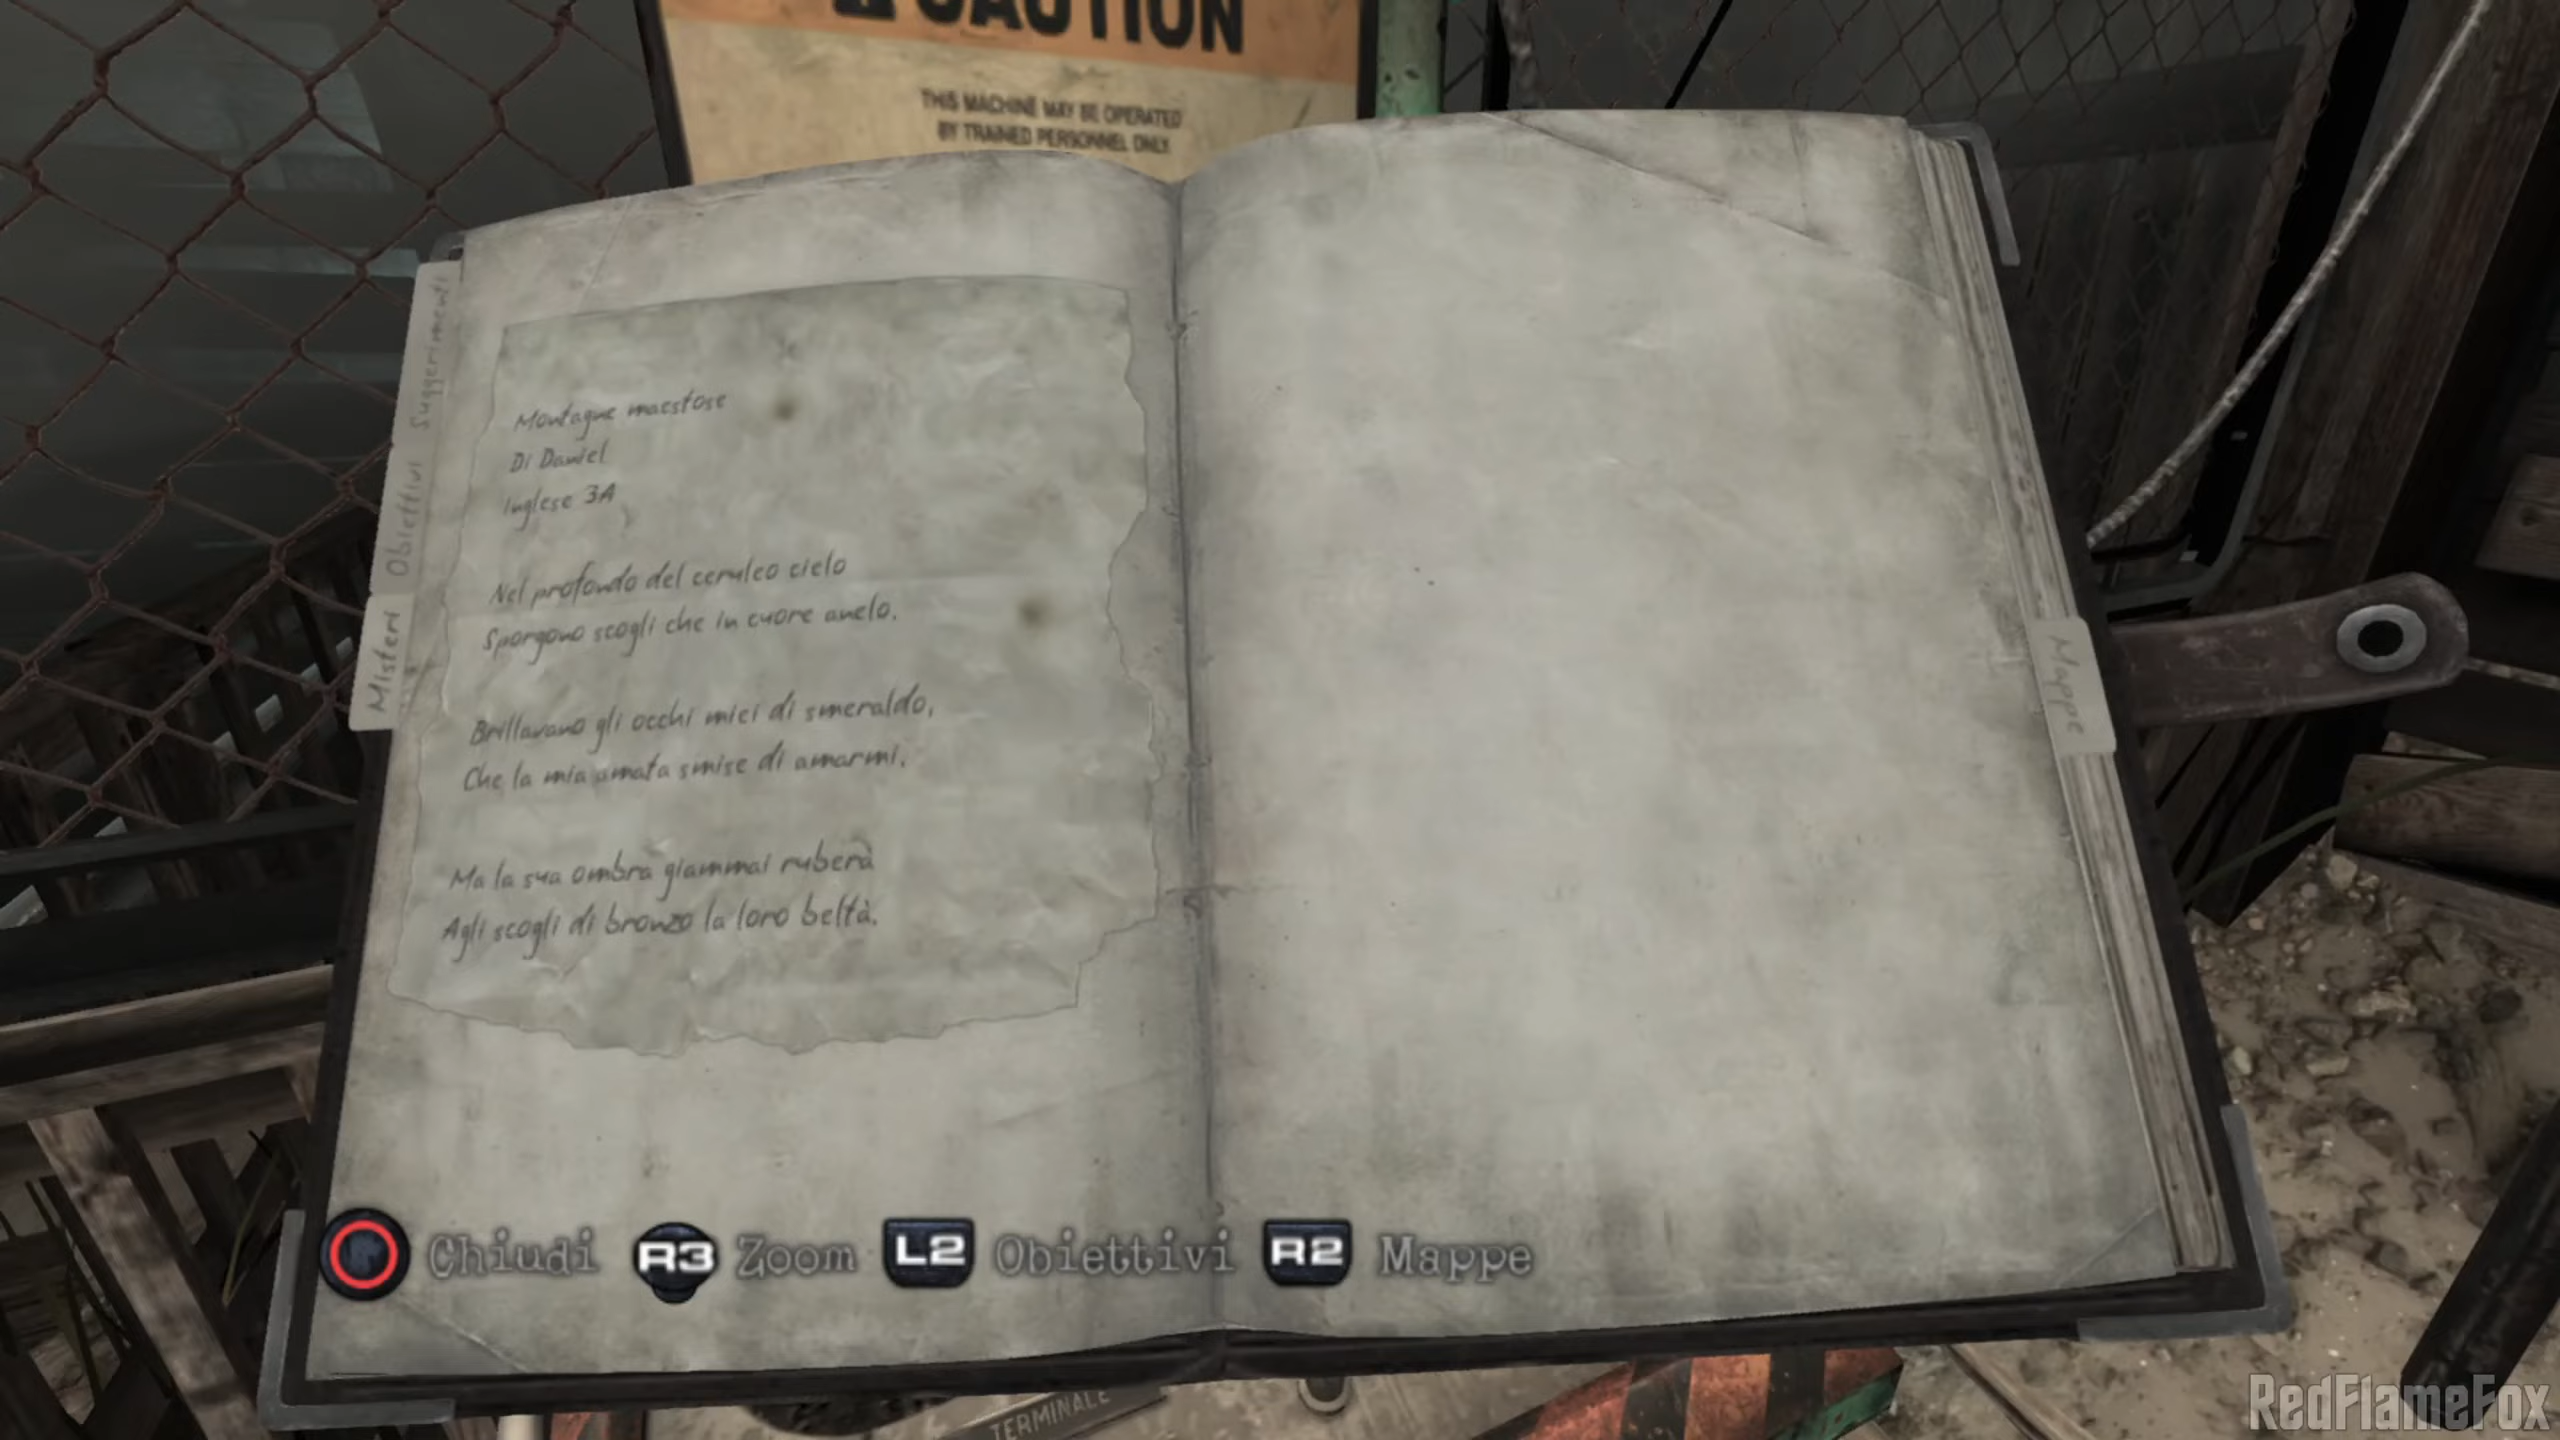 CAUTION
THIS MACHINE MAY BE OPERATED
BY TRAINED PERSONNEL ONLY.
Suggerimenti
Obiettivi
Misteri
Montagne maestose
Di Daniel
Inglese 3A
Nel profondo del ceruleo cielo
Sporgono scogli che in cuore anelo.
Brillavano gli occhi miei di smeraldo,
Che la mia amata smise di amarmi.
Ma la sua ombra giammai ruberà
Agli scogli di bronzo la loro beltà.
Mappe
Chiudi R3 Zoom L2 Obiettivi R2 Mappe
TERMINALE
RedFlameFox